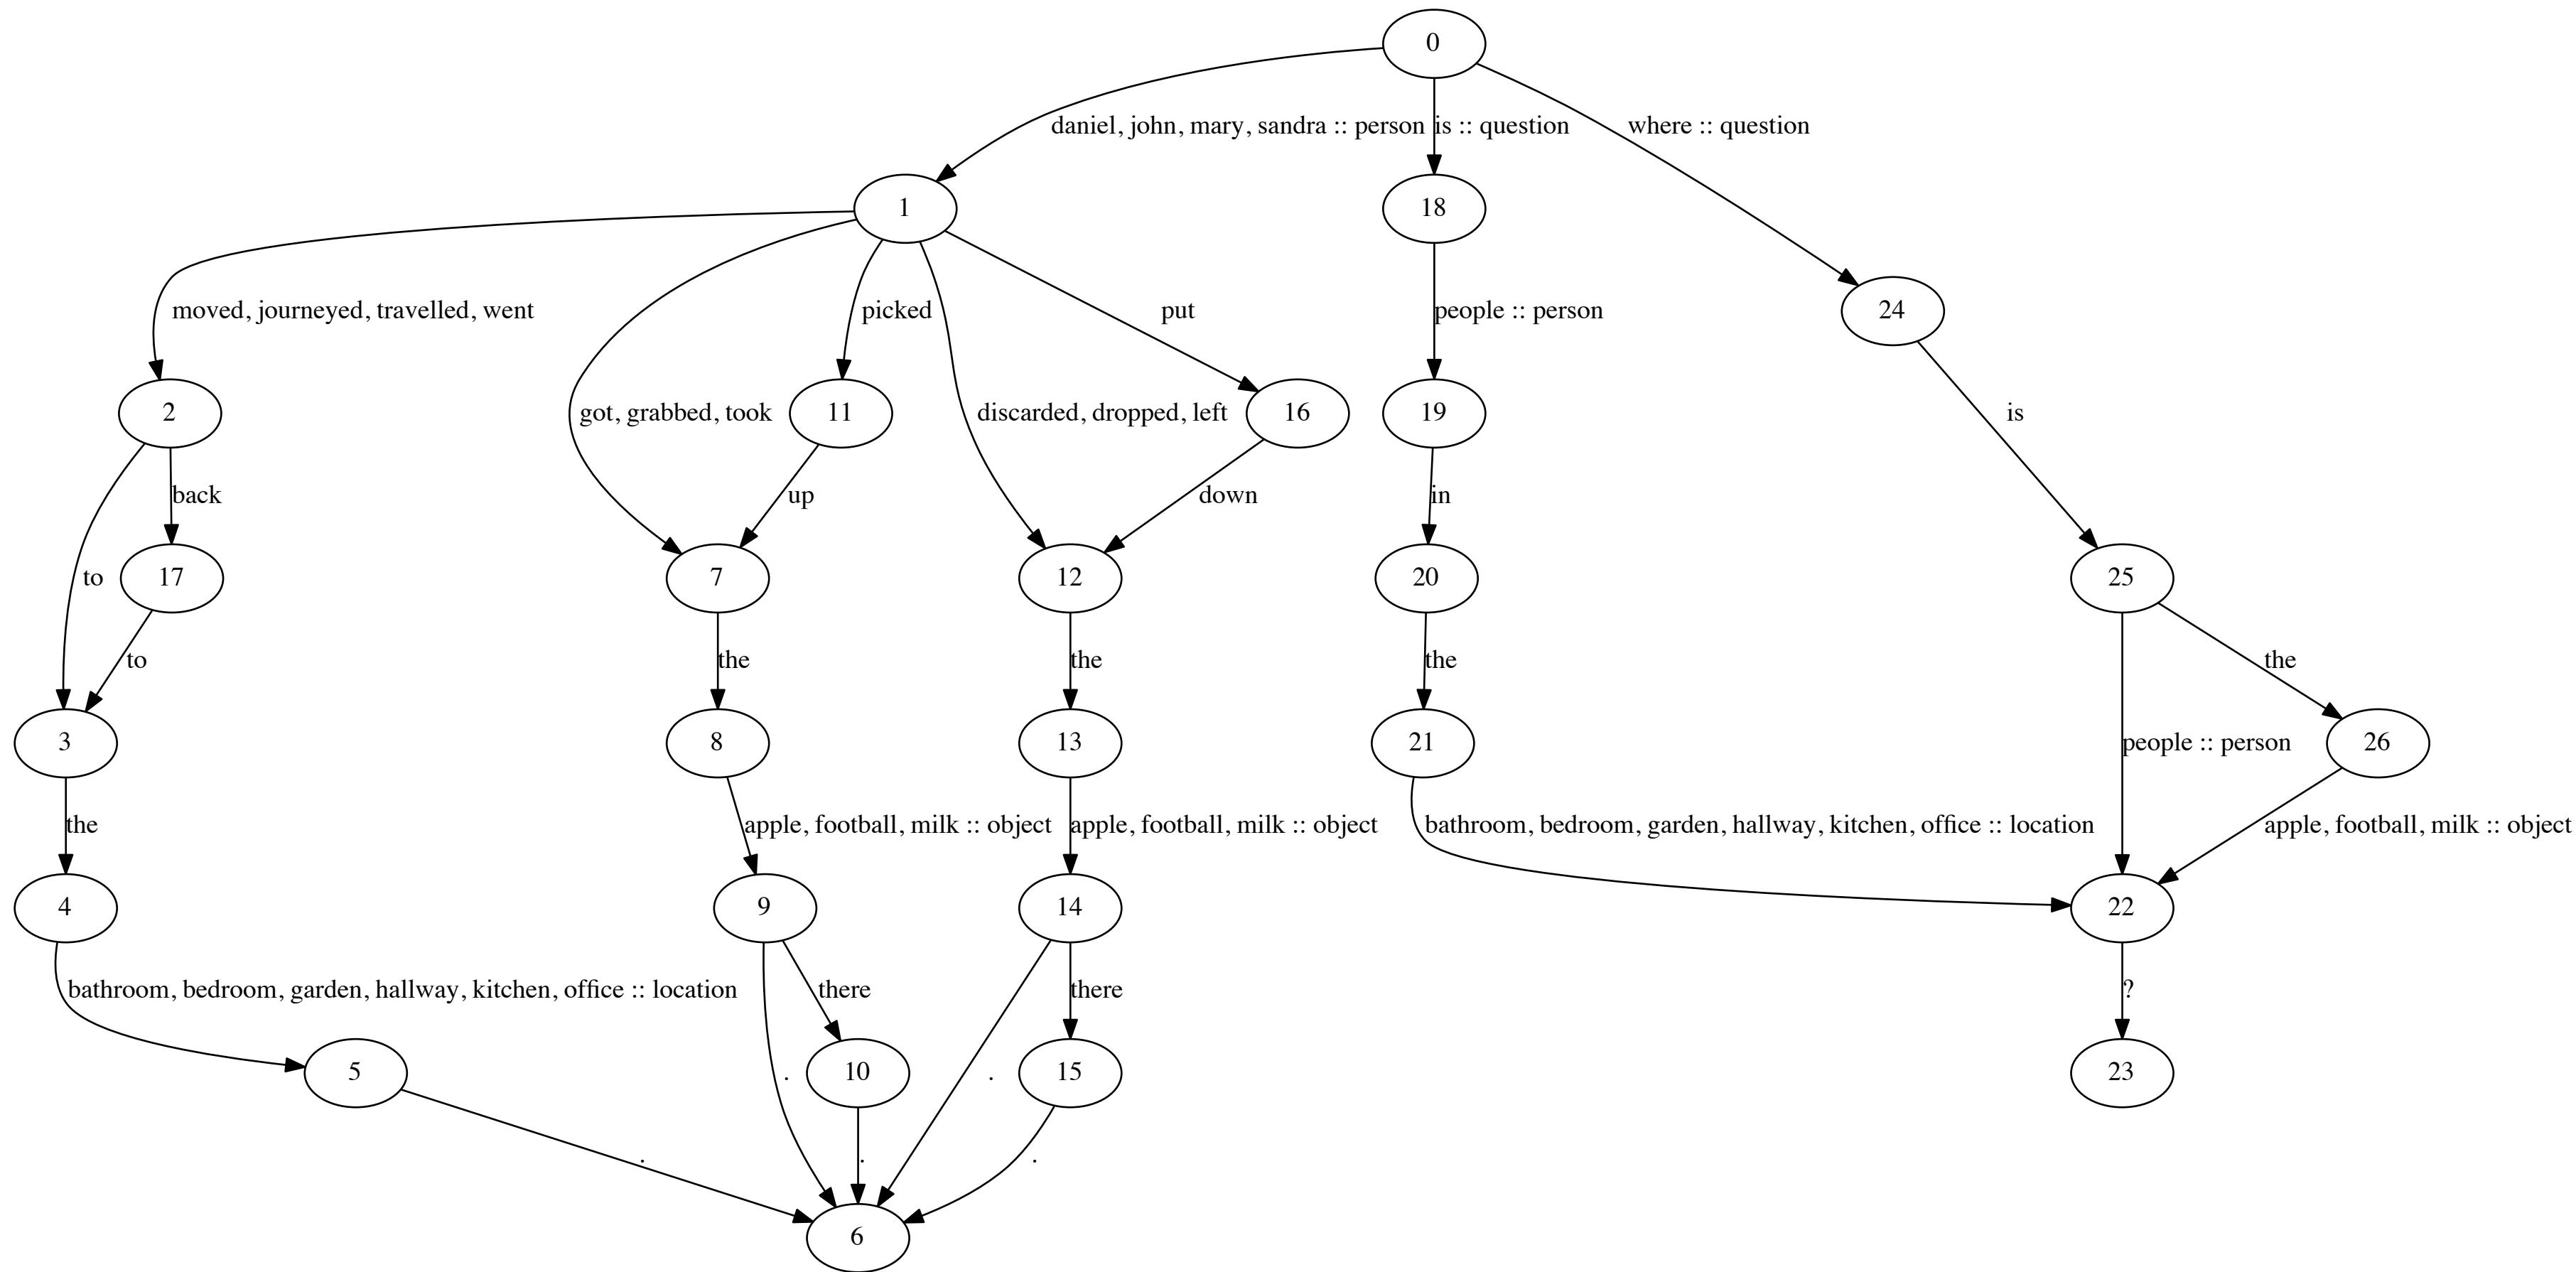 0
daniel, john, mary, sandra :: person
is :: question
where :: question
1
18
moved, journeyed, travelled, went
picked
put
people :: person
24
2
got, grabbed, took
11
discarded, dropped, left
16
19
is
back
up
down
in
to
17
7
12
20
25
to
the
the
the
the
3
8
13
21
people :: person
26
the
apple, football, milk :: object
apple, football, milk :: object
bathroom, bedroom, garden, hallway, kitchen, office :: location
apple, football, milk :: object
4
9
14
22
bathroom, bedroom, garden, hallway, kitchen, office :: location
there
there
?
5
.
10
.
15
23
.
.
.
6